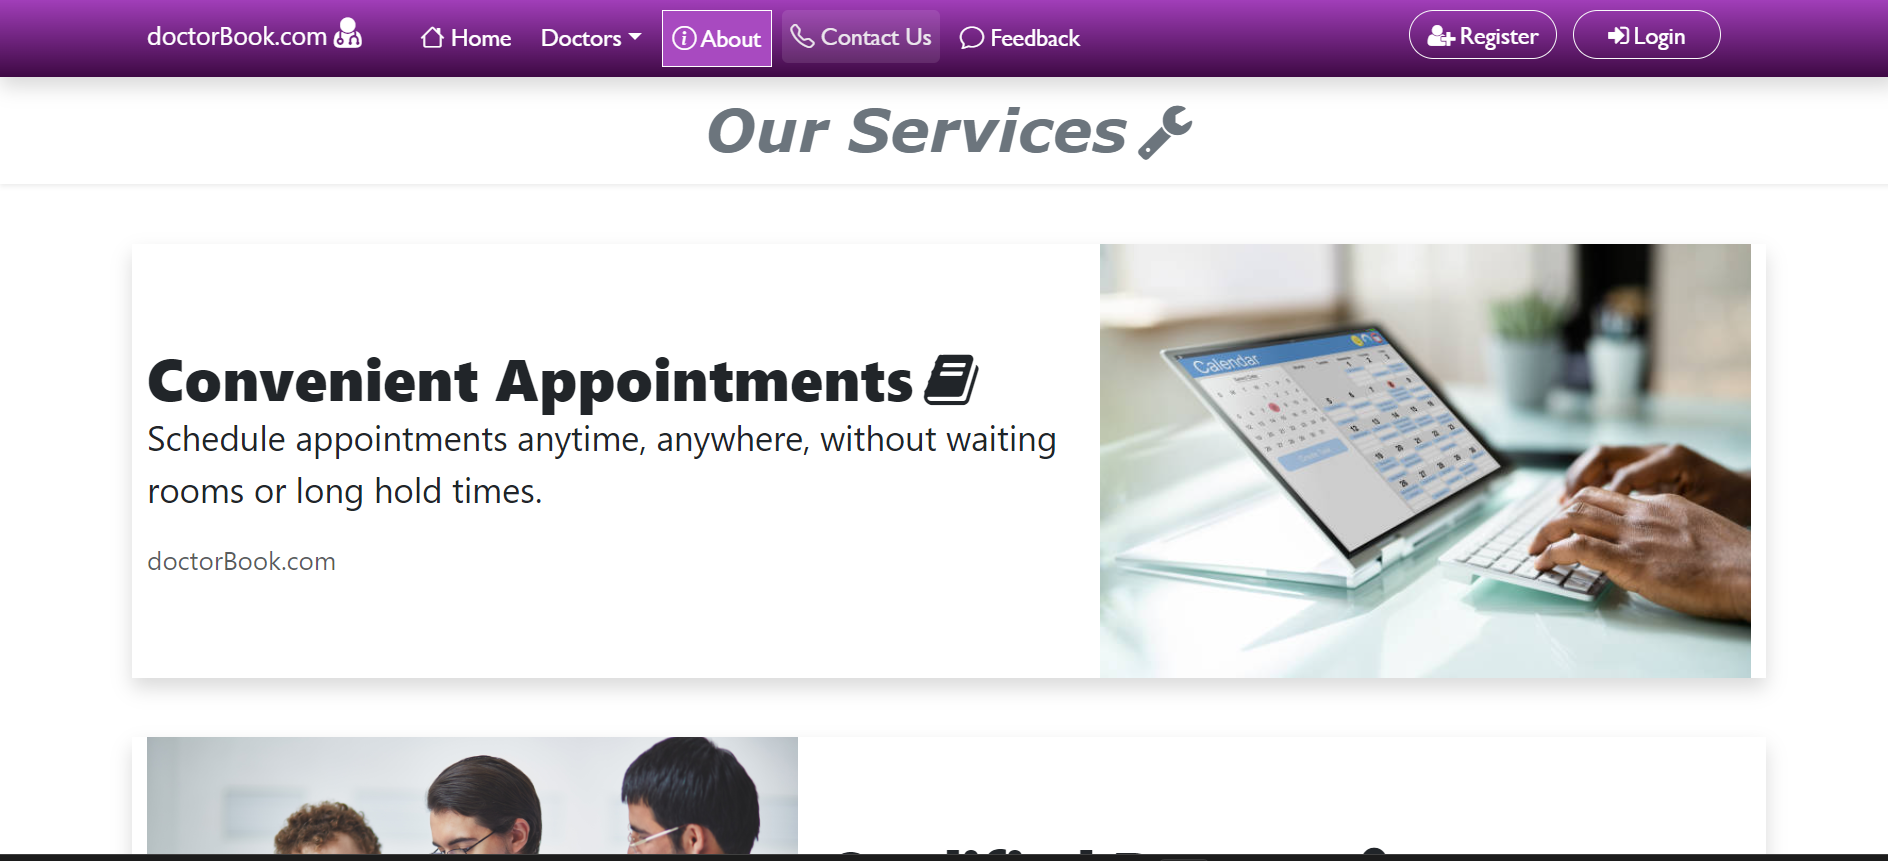 doctorBook.com Home Doctors About Contact Us Feedback Register Login
Our Services
Convenient Appointments
Schedule appointments anytime, anywhere, without waiting
rooms or long hold times.
doctorBook.com
Calendar